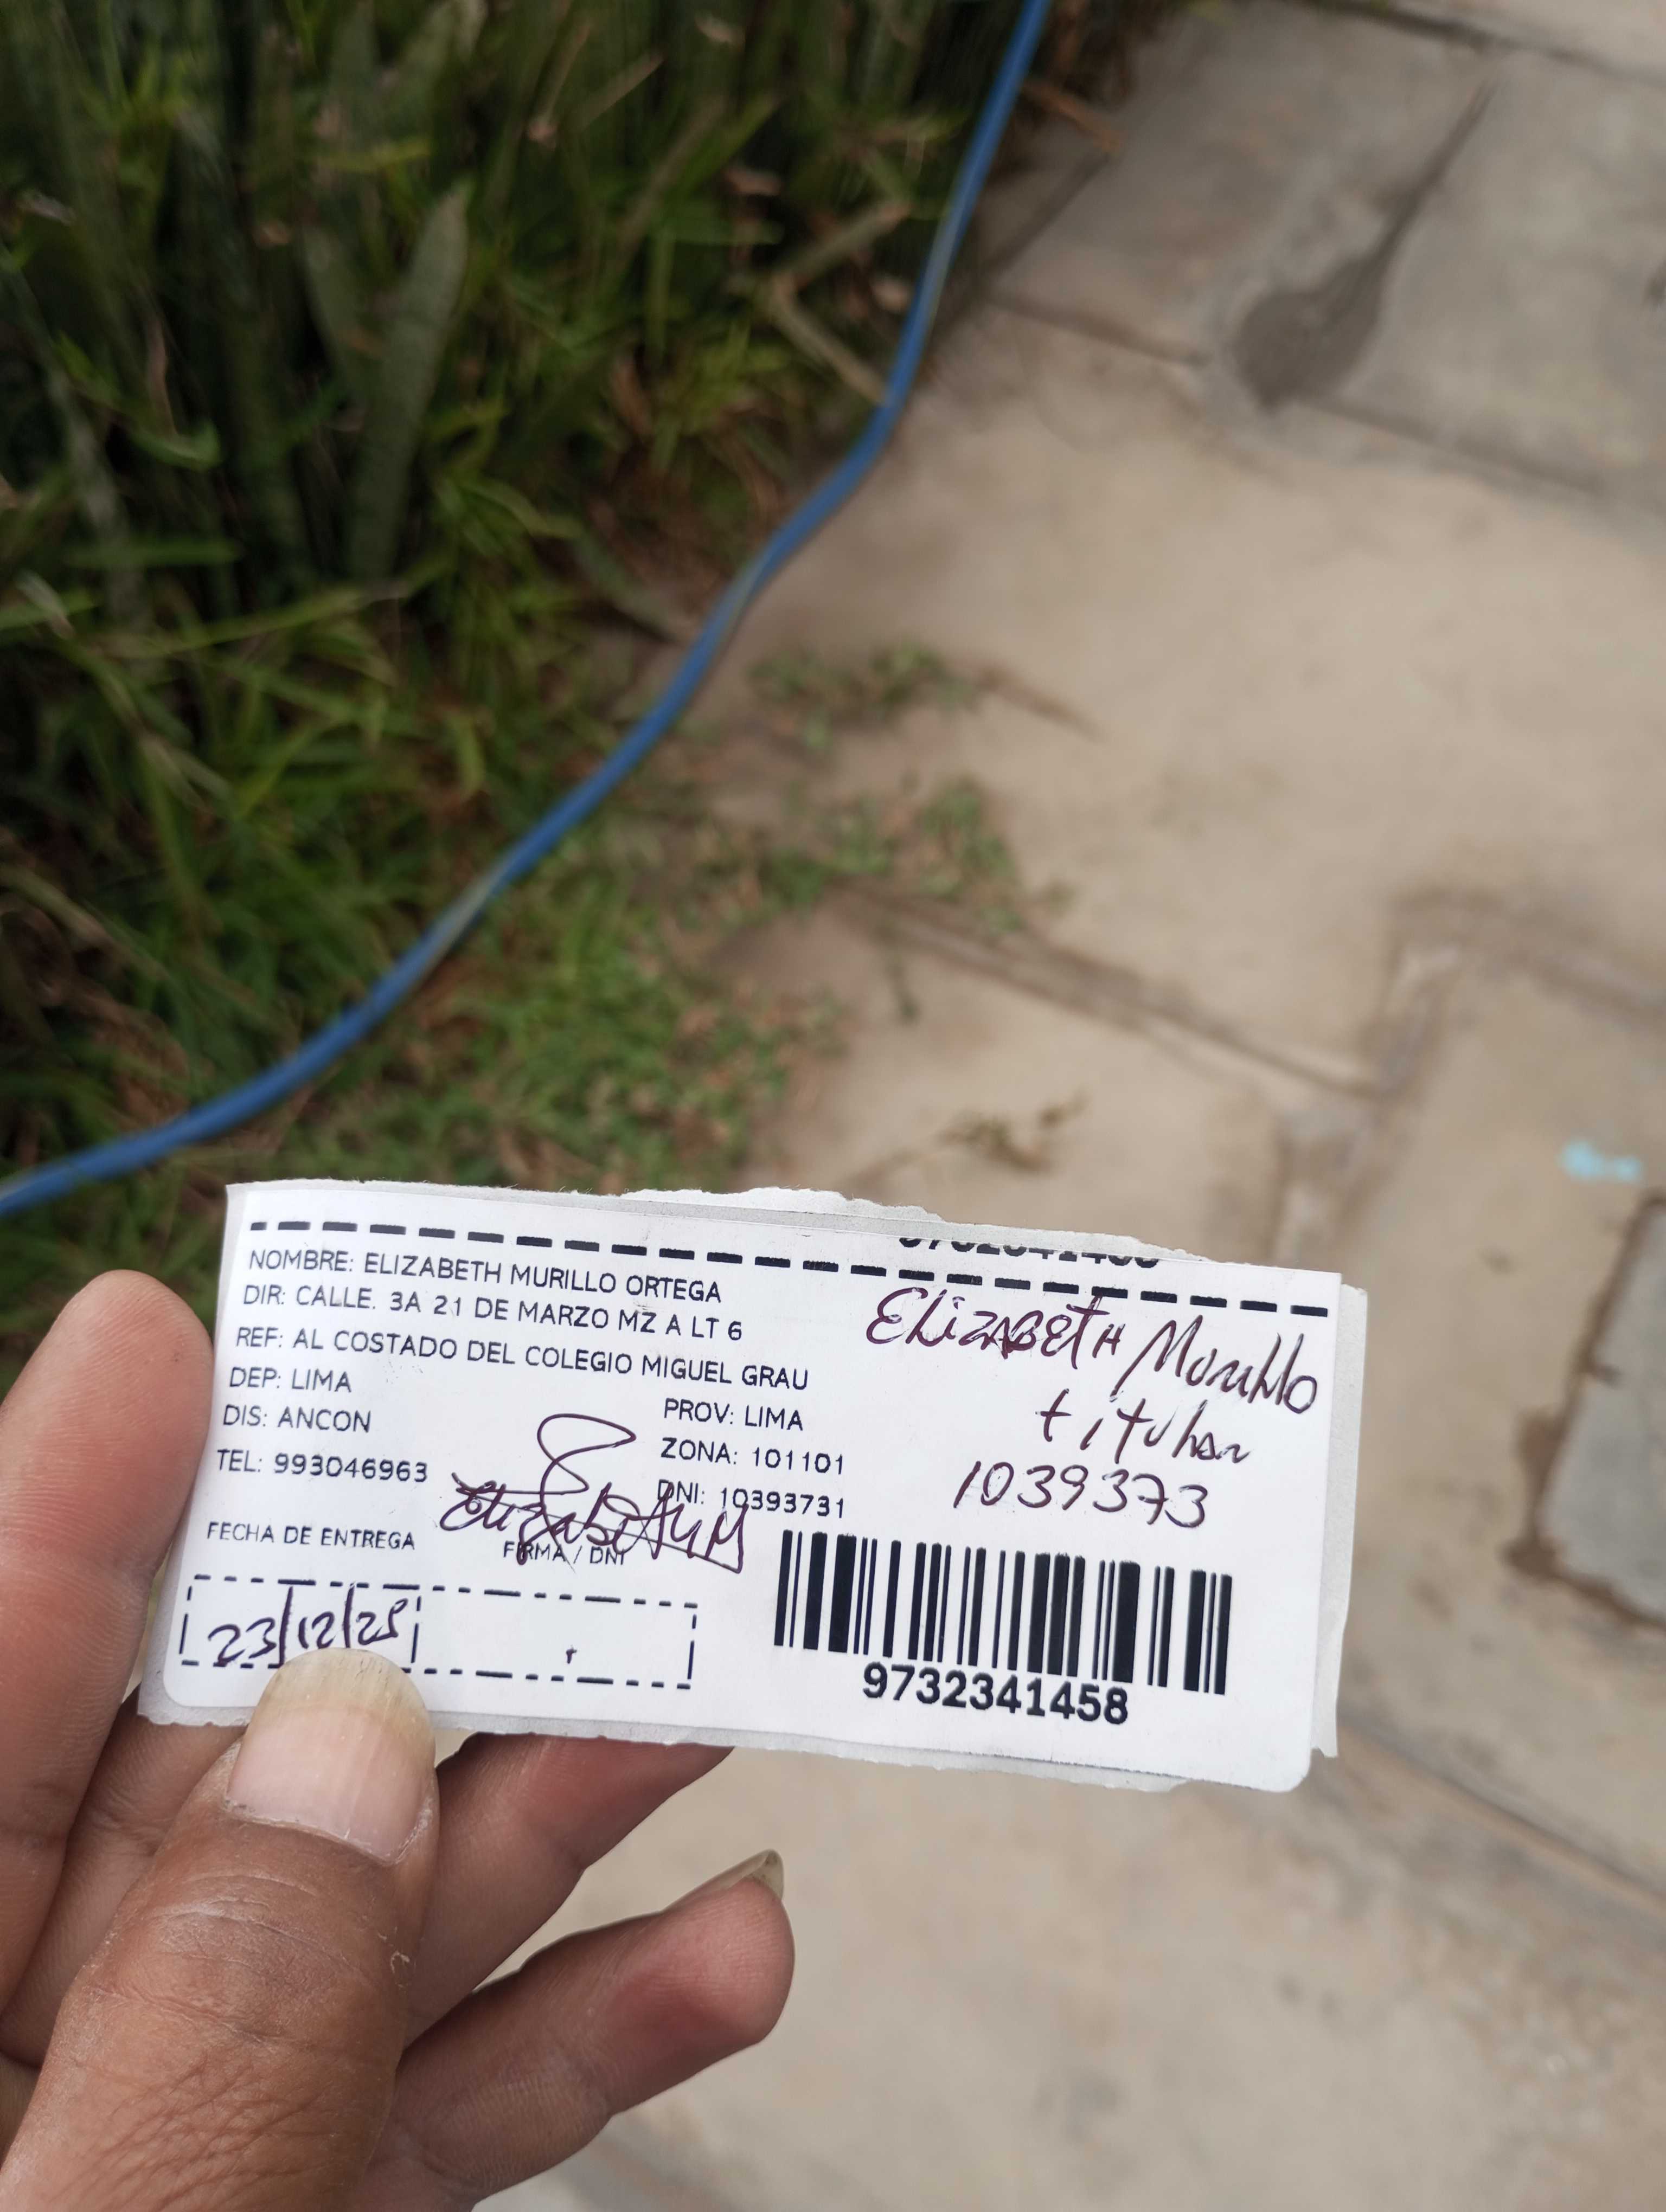 NOMBRE: ELIZABETH MURILLO ORTEGA
DIR: CALLE. 3A 21 DE MARZO MZ A LT 6
REF: AL COSTADO DEL COLEGIO MIGUEL GRAU
DEP: LIMA
PROV: LIMA
DIS: ANCON
ZONA: 101101
TEL: 993046963
DNI: 10393731
FECHA DE ENTREGA
FIRMA / DNI
23/12/25
Elizabeth Murillo
titular
1039373
9732341458